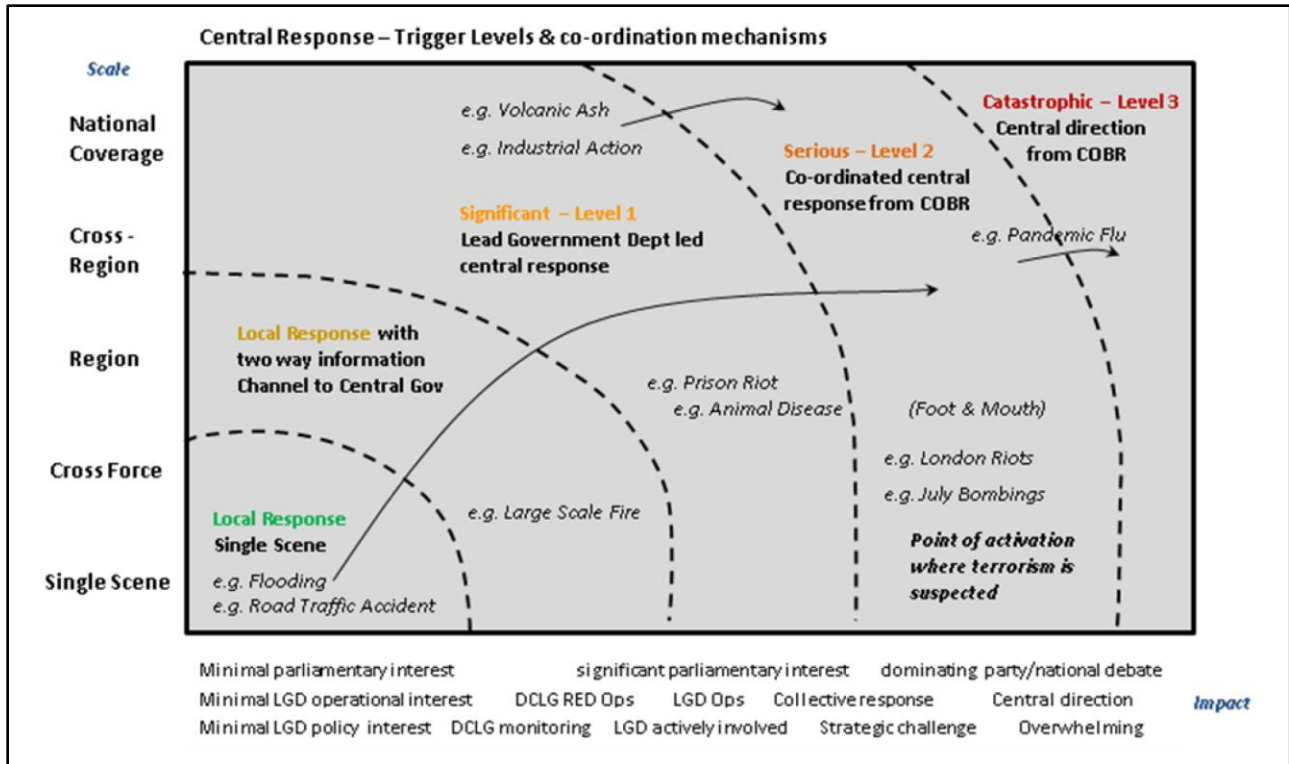 Central Response – Trigger Levels & co-ordination mechanisms
Scale
National
Coverage
Cross -
Region
Region
Cross Force
Single Scene
e.g. Volcanic Ash
e.g. Industrial Action
Catastrophic – Level 3
Central direction
from COBR
Serious – Level 2
Co-ordinated central
response from COBR
Significant – Level 1
Lead Government Dept led
central response
e.g. Pandemic Flu
Local Response with
two way information
Channel to Central Gov
e.g. Prison Riot
e.g. Animal Disease
(Foot & Mouth)
e.g. London Riots
e.g. July Bombings
e.g. Large Scale Fire
Local Response
Single Scene
e.g. Flooding
e.g. Road Traffic Accident
Point of activation
where terrorism is
suspected
Minimal parliamentary interest significant parliamentary interest dominating party/national debate
Minimal LGD operational interest DCLG RED Ops LGD Ops Collective response Central direction
Impact
Minimal LGD policy interest DCLG monitoring LGD actively involved Strategic challenge Overwhelming